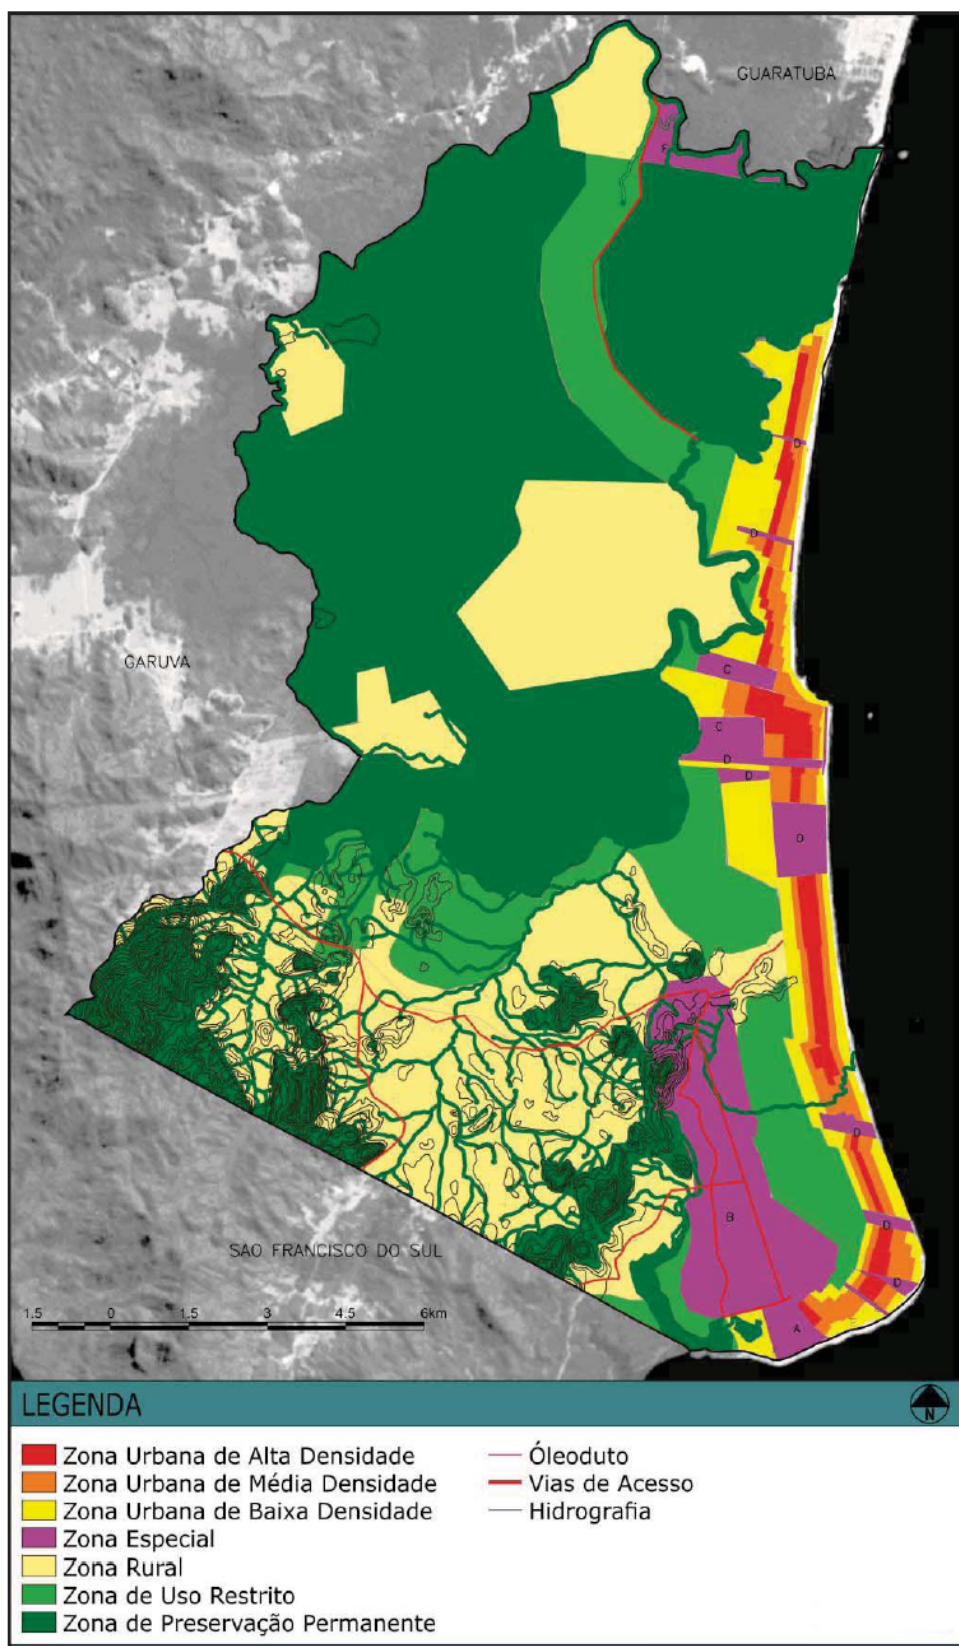 GUARATUBA
F
D
D
GARUVA
C
C
D
D
D
D
D
B
SAO FRANCISCO DO SUL
D
D
A
1.5 0 1.5 3 4.5 6km
LEGENDA
N
Zona Urbana de Alta Densidade
Zona Urbana de Média Densidade
Zona Urbana de Baixa Densidade
Zona Especial
Zona Rural
Zona de Uso Restrito
Zona de Preservação Permanente
Óleoduto
Vias de Acesso
Hidrografia